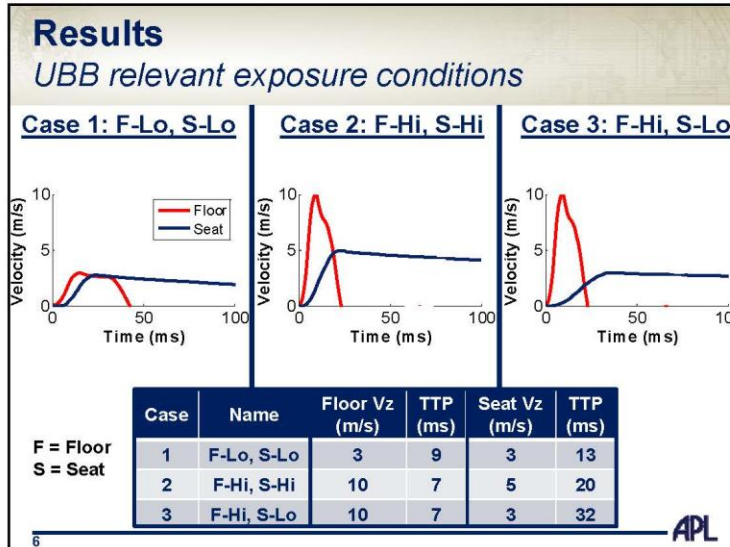 Results
UBB relevant exposure conditions
Case 1: F-Lo, S-Lo
Case 2: F-Hi, S-Hi
Case 3: F-Hi, S-Lo
10
5
0
Velocity (m/s)
Floor
Seat
0 50 100
Time (ms)
10
5
0
Velocity (m/s)
0 50 100
Time (ms)
10
5
0
Velocity (m/s)
0 50 100
Time (ms)
F = Floor
S = Seat
Case Name Floor Vz (m/s) TTP (ms) Seat Vz (m/s) TTP (ms)
1 F-Lo, S-Lo 3 9 3 13
2 F-Hi, S-Hi 10 7 5 20
3 F-Hi, S-Lo 10 7 3 32
6
APL